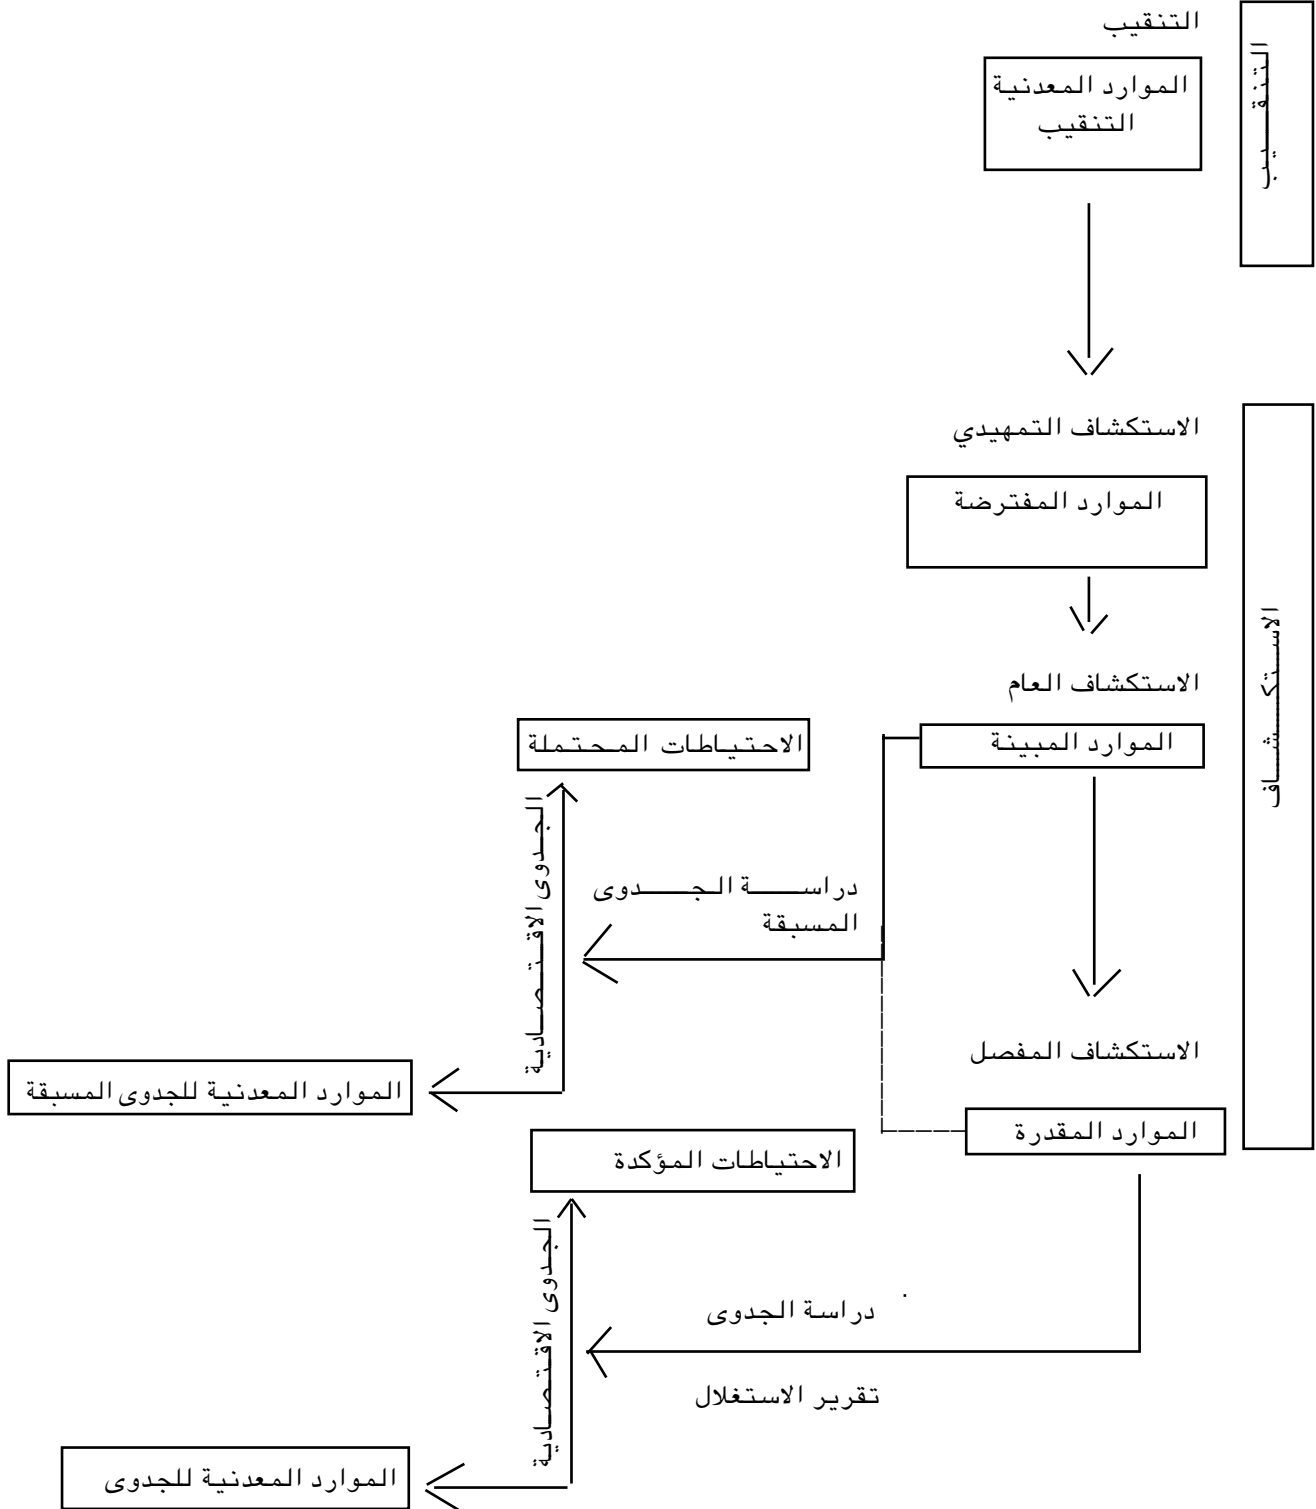 التنقيب
التنقيب
الموارد المعدنية
التنقيب
الاستكشاف
الاستكشاف التمهيدي
الموارد المفترضة
الاستكشاف العام
الموارد المبينة
الاحتياطات المحتملة
الجدوى الاقتصادية
دراسة الجدوى
المسبقة
الاستكشاف المفصل
الموارد المقدرة
الموارد المعدنية للجدوى المسبقة
الاحتياطات المؤكدة
الجدوى الاقتصادية
دراسة الجدوى
تقرير الاستغلال
الموارد المعدنية للجدوى